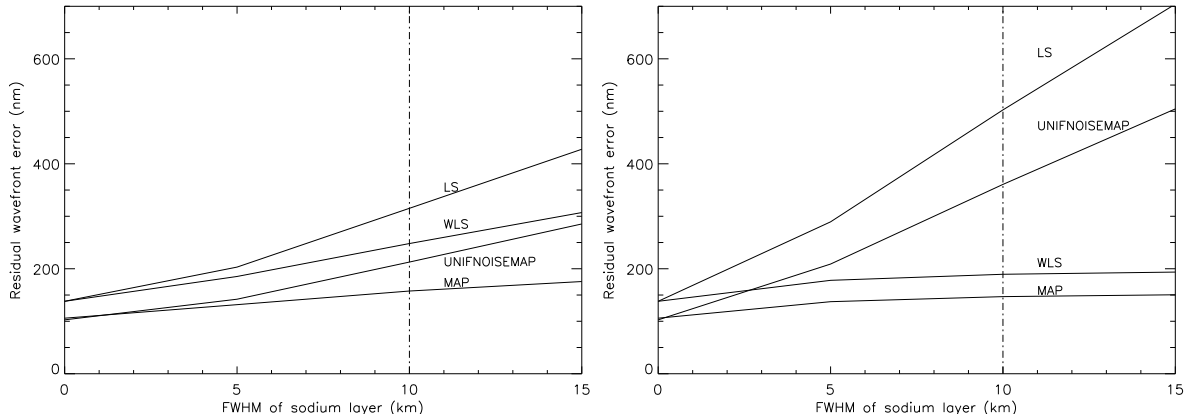 Residual wavefront error (nm)
600
400
200
0
LS
WLS
UNIFNOISEMAP
MAP
0 5 10 15
FWHM of sodium layer (km)
Residual wavefront error (nm)
600
400
200
0
LS
UNIFNOISEMAP
WLS
MAP
0 5 10 15
FWHM of sodium layer (km)